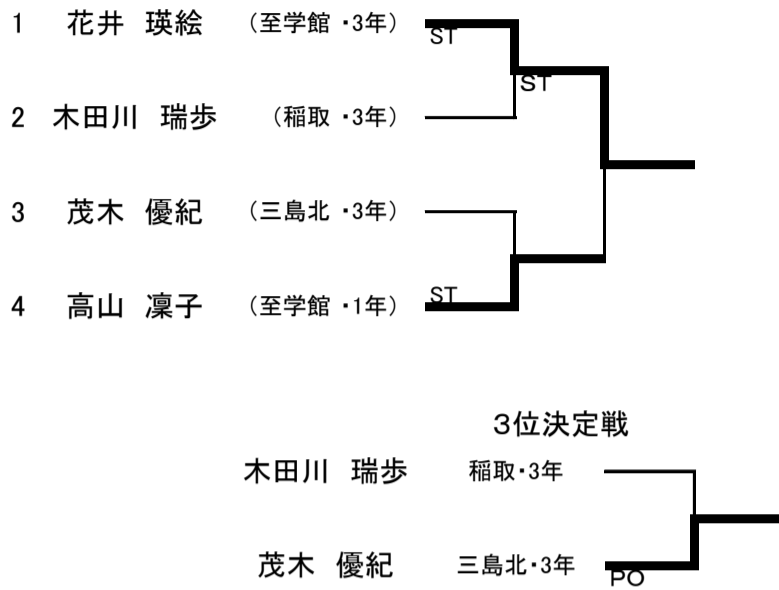 1 花井 瑛絵 (至学館・3年) ST
ST
2 木田川 瑞歩 (稲取・3年)
3 茂木 優紀 (三島北・3年)
4 高山 凜子 (至学館・1年) ST
3位決定戦
木田川 瑞歩 稲取・3年
茂木 優紀 三島北・3年 PO